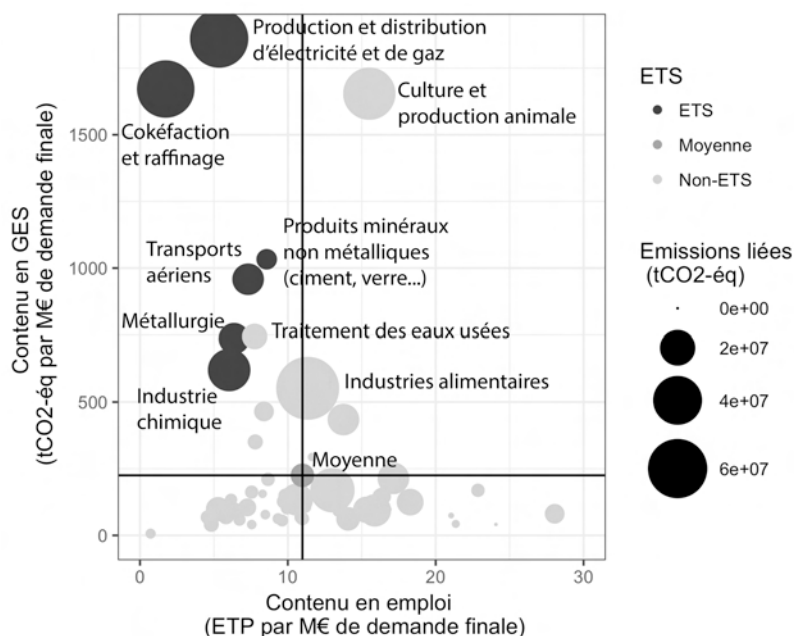 Production et distribution
d'électricité et de gaz
Culture et
production animale
Cokéfaction
et raffinage
Produits minéraux
non métalliques
(ciment, verre...)
Transports
aériens
Métallurgie
Traitement des eaux usées
Industries alimentaires
Industrie
chimique
Moyenne
1500
1000
500
0
Contenu en GES
(tCO2-éq par M€ de demande finale)
0 10 20 30
Contenu en emploi
(ETP par M€ de demande finale)
ETS
ETS
Moyenne
Non-ETS
Emissions liées
(tCO2-éq)
0e+00
2e+07
4e+07
6e+07